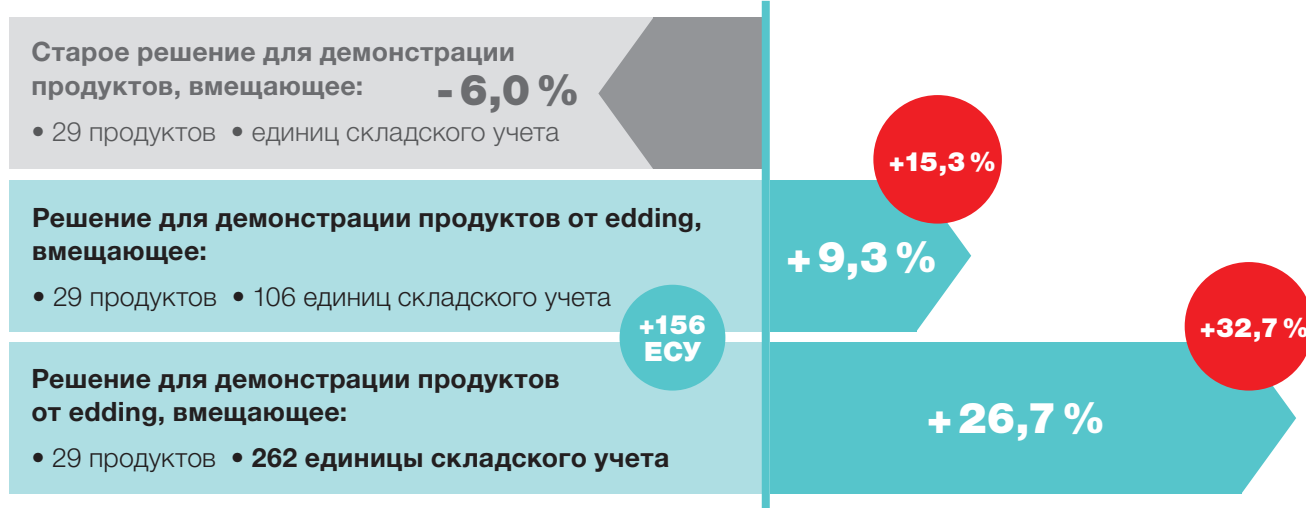 Старое решение для демонстрации
продуктов, вмещающее:
- 6,0 %
• 29 продуктов • единиц складского учета
+15,3 %
Решение для демонстрации продуктов от edding,
вмещающее:
+ 9,3 %
• 29 продуктов • 106 единиц складского учета
+156
ЕСУ
+32,7 %
Решение для демонстрации продуктов
от edding, вмещающее:
+ 26,7 %
• 29 продуктов • 262 единицы складского учета